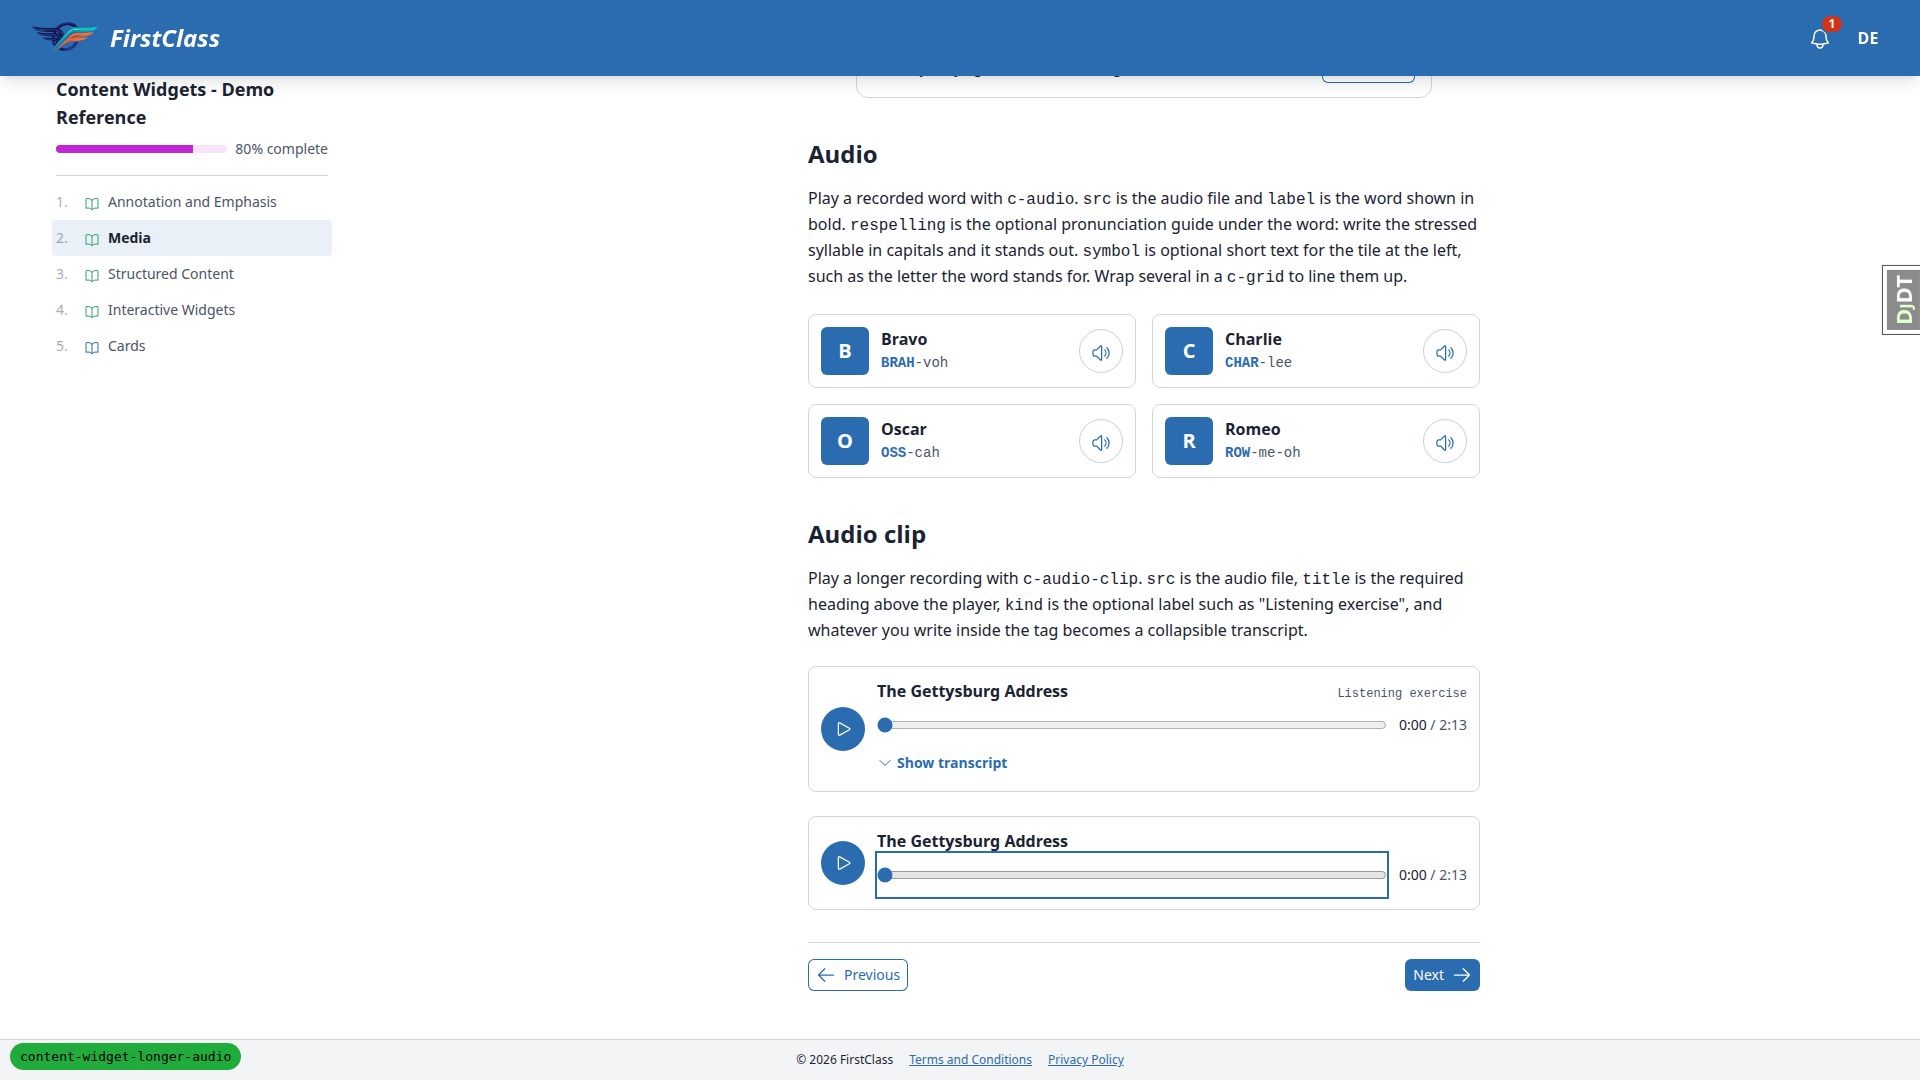 FirstClass
1
DE
Content Widgets - Demo
Reference
80% complete
1. Annotation and Emphasis
2. Media
3. Structured Content
4. Interactive Widgets
5. Cards
Audio
Play a recorded word with c-audio. src is the audio file and label is the word shown in
bold. respelling is the optional pronunciation guide under the word: write the stressed
syllable in capitals and it stands out. symbol is optional short text for the tile at the left,
such as the letter the word stands for. Wrap several in a c-grid to line them up.
B
Bravo
BRAH-voh
C
Charlie
CHAR-lee
O
Oscar
OSS-cah
R
Romeo
ROW-me-oh
Audio clip
Play a longer recording with c-audio-clip. src is the audio file, title is the required
heading above the player, kind is the optional label such as "Listening exercise", and
whatever you write inside the tag becomes a collapsible transcript.
The Gettysburg Address
Listening exercise
0:00 / 2:13
Show transcript
The Gettysburg Address
0:00 / 2:13
Previous
Next
DJDT
content-widget-longer-audio
© 2026 FirstClass Terms and Conditions Privacy Policy